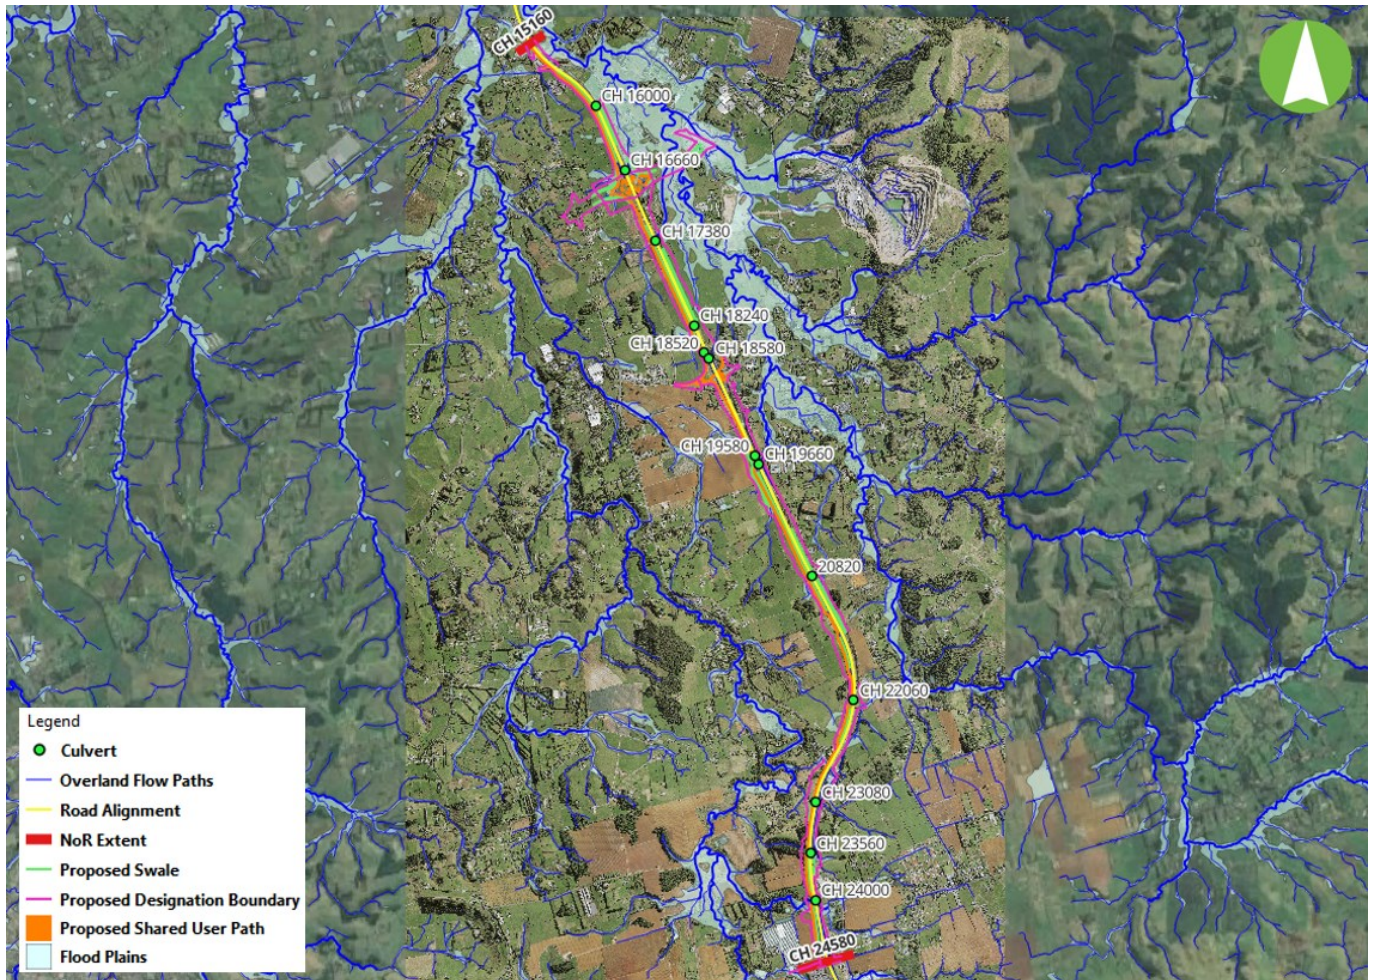 CH 15160
CH 16000
CH 16660
CH 17380
CH 18240
CH 18520
CH 18580
CH 19580
CH 19660
20820
CH 22060
CH 23080
CH 23560
CH 24000
CH 24580
Legend
Culvert
Overland Flow Paths
Road Alignment
NoR Extent
Proposed Swale
Proposed Designation Boundary
Proposed Shared User Path
Flood Plains